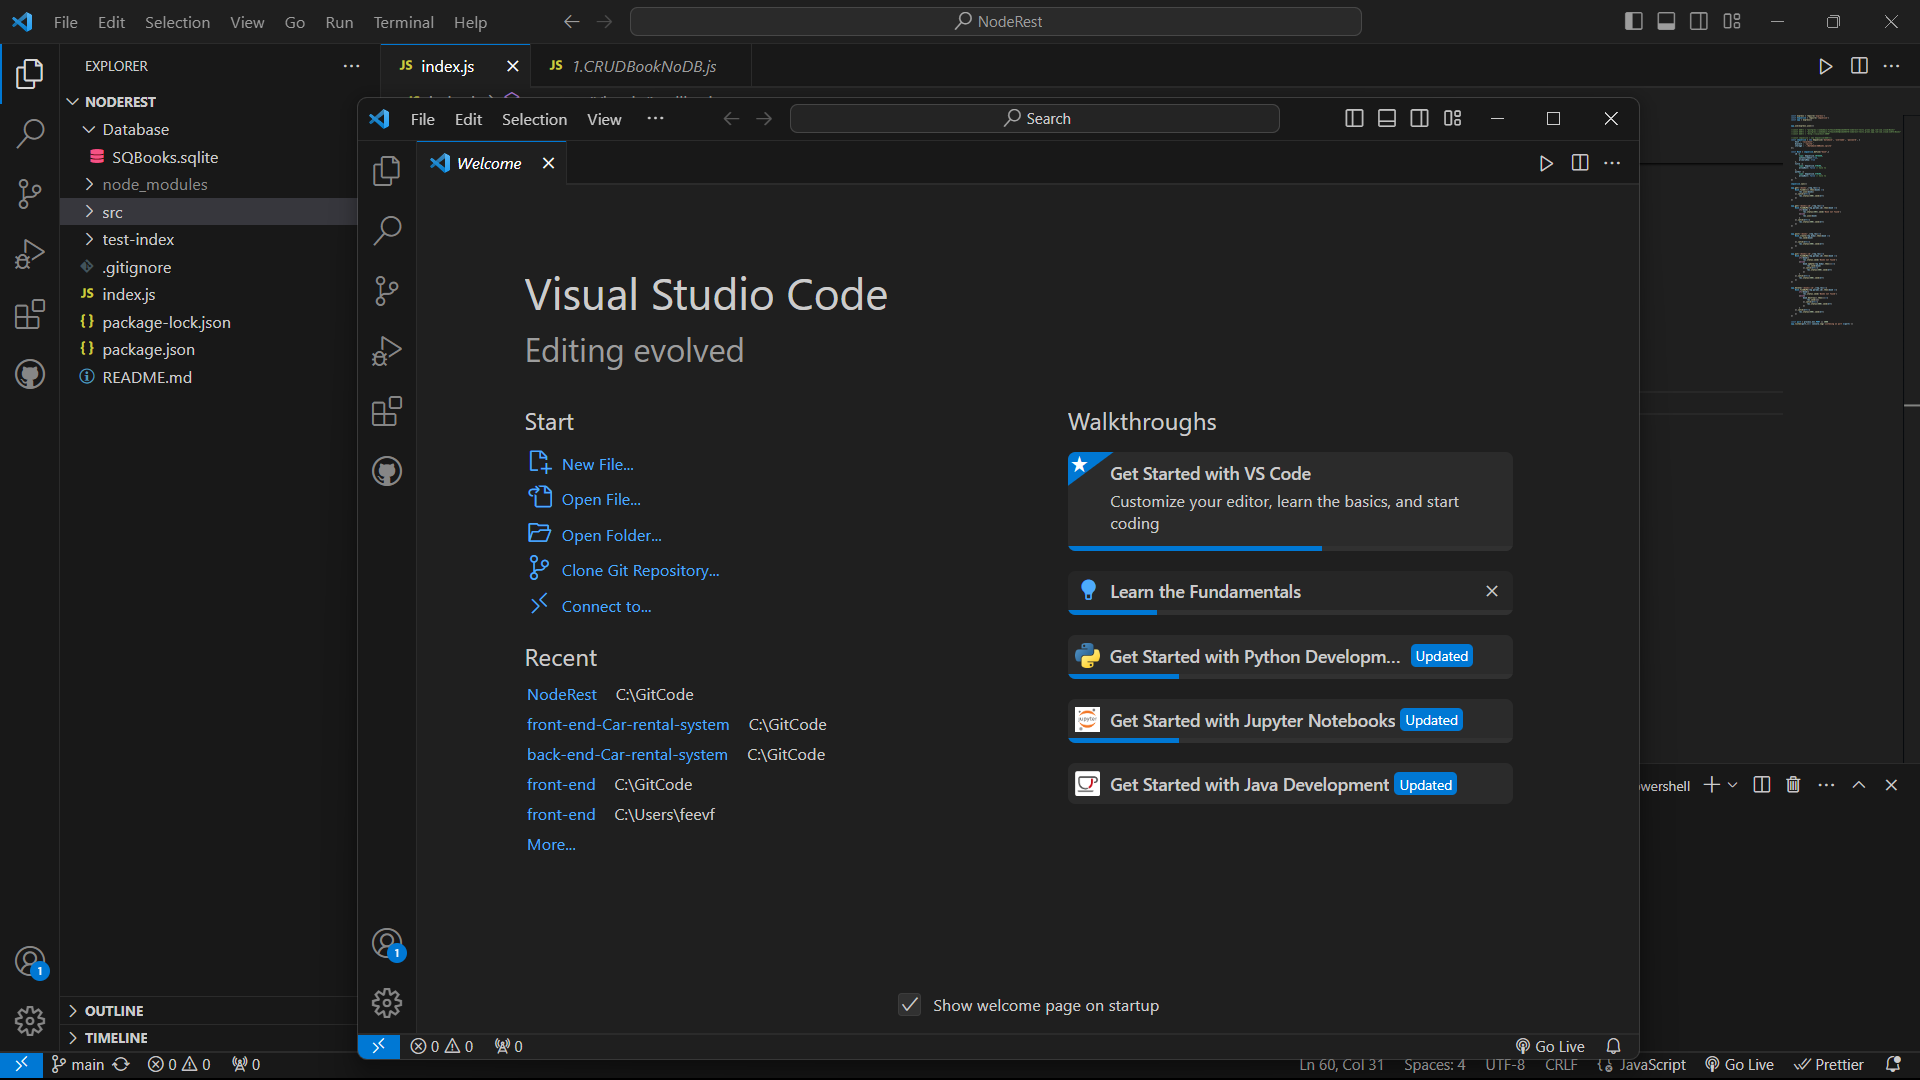 File Edit Selection View Go Run Terminal Help
NodeRest
EXPLORER
JS index.js
JS 1.CRUDBookNoDB.js
NODEREST
Database
SQBooks.sqlite
node_modules
src
test-index
.gitignore
JS index.js
{} package-lock.json
{} package.json
README.md
OUTLINE
TIMELINE
1
File Edit Selection View ...
Search
Welcome
Visual Studio Code
Editing evolved
Start
New File...
Open File...
Open Folder...
Clone Git Repository...
Connect to...
Recent
NodeRest C:\GitCode
front-end-Car-rental-system C:\GitCode
back-end-Car-rental-system C:\GitCode
front-end C:\GitCode
front-end C:\Users\feevf
More...
Walkthroughs
Get Started with VS Code
Customize your editor, learn the basics, and start
coding
Learn the Fundamentals
Get Started with Python Developm... Updated
Jupyter Get Started with Jupyter Notebooks Updated
Get Started with Java Development Updated
1
Show welcome page on startup
0 0 0
Go Live
owershell
main 0 0 0
Ln 60, Col 31 Spaces: 4 UTF-8 CRLF JavaScript Go Live Prettier